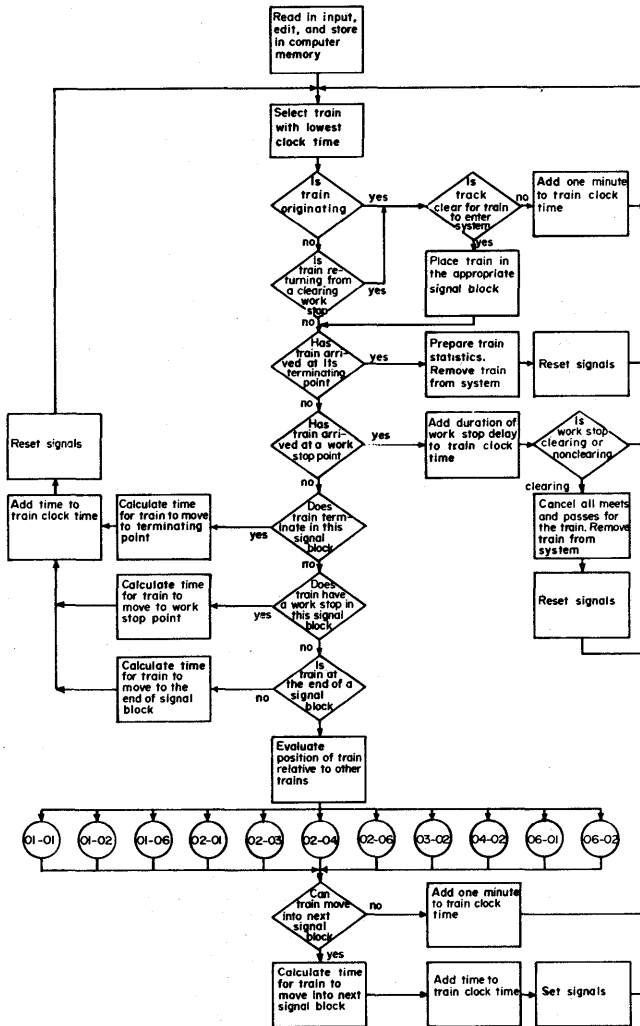 Read in input,
edit, and store
in computer
memory
Select train
with lowest
clock time
Is
train
originating
yes
no
Is
track
clear for train
to enter
system
no
yes
Add one minute
to train clock
time
Is
train re-
turning from
a clearing
work
stop
yes
no
Place train in
the appropriate
signal block
Has
train arri-
ved at Its
terminating
point
yes
no
Prepare train
statistics.
Remove train
from system
Reset signals
Has
train arri-
ved at a work
stop point
yes
no
Add duration of
work stop delay
to train clock
time
Is
work stop
clearing or
nonclearing
clearing
Cancel all meets
and passes for
the train. Remove
train from
system
Reset signals
Reset signals
Add time to
train clock time
Calculate time
for train to move
to terminating
point
Does
train term-
inate in this
signal
block
yes
no
Calculate time
for train to
move to work
stop point
Does
train have
a work stop in
this signal
block
yes
no
Calculate time
for train to
move to the
end of signal
block
Is
train at
the end of a
signal
block
no
Evaluate
position of train
relative to other
trains
01-01
01-02
01-06
02-01
02-03
02-04
02-06
03-02
04-02
06-01
06-02
Can
train move
into next
signal
block
no
yes
Add one minute
to train clock
time
Calculate time
for train to
move into next
signal block
Add time to
train clock time
Set signals